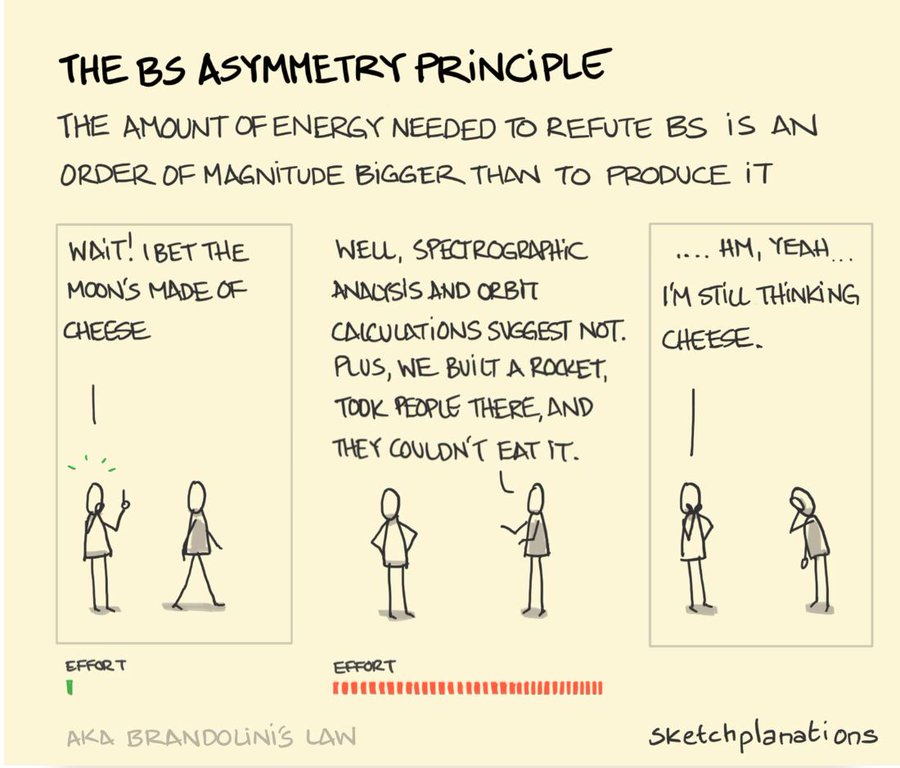 THE BS ASYMMETRY PRINCIPLE
THE AMOUNT OF ENERGY NEEDED TO REFUTE BS IS AN
ORDER OF MAGNITUDE BIGGER THAN TO PRODUCE IT
WAIT! I BET THE
MOON'S MADE OF
CHEESE
WELL, SPECTROGRAPHIC
ANALYSIS AND ORBIT
CALCULATIONS SUGGEST NOT.
PLUS, WE BUILT A ROCKET,
TOOK PEOPLE THERE, AND
THEY COULDN'T EAT IT.
.... HM, YEAH...
I'M STILL THINKING
CHEESE.
EFFORT
EFFORT
AKA BRANDOLINI'S LAW
sketchplanations